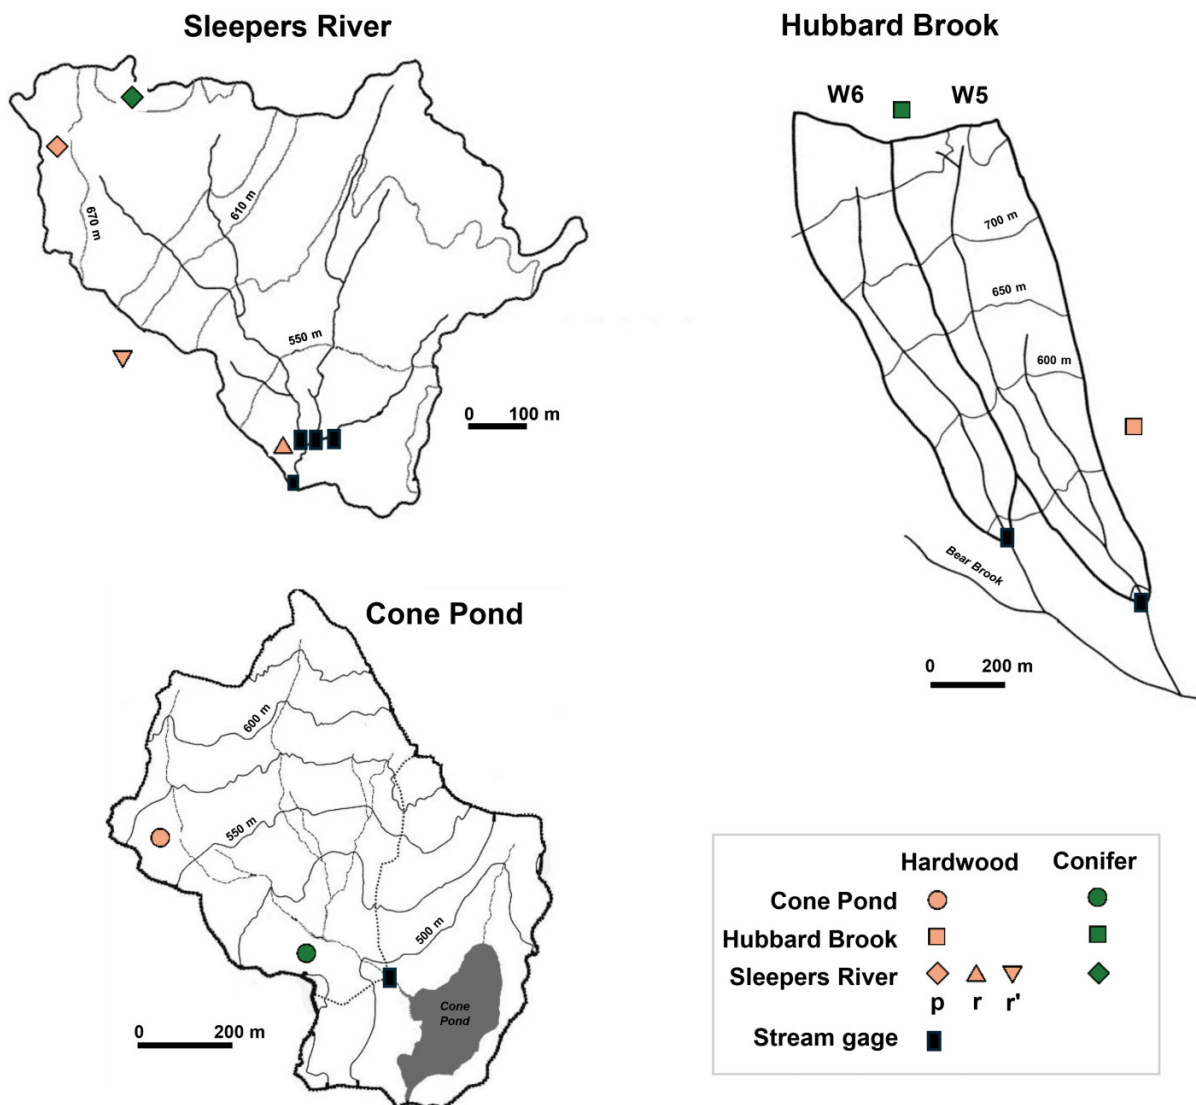 Sleepers River
670 m
610 m
550 m
0 100 m
Hubbard Brook
W6 W5
700 m
650 m
600 m
Bear Brook
0 200 m
Cone Pond
600 m
550 m
500 m
Cone
Pond
0 200 m
Hardwood Conifer
Cone Pond
Hubbard Brook
Sleepers River
p r r'
Stream gage